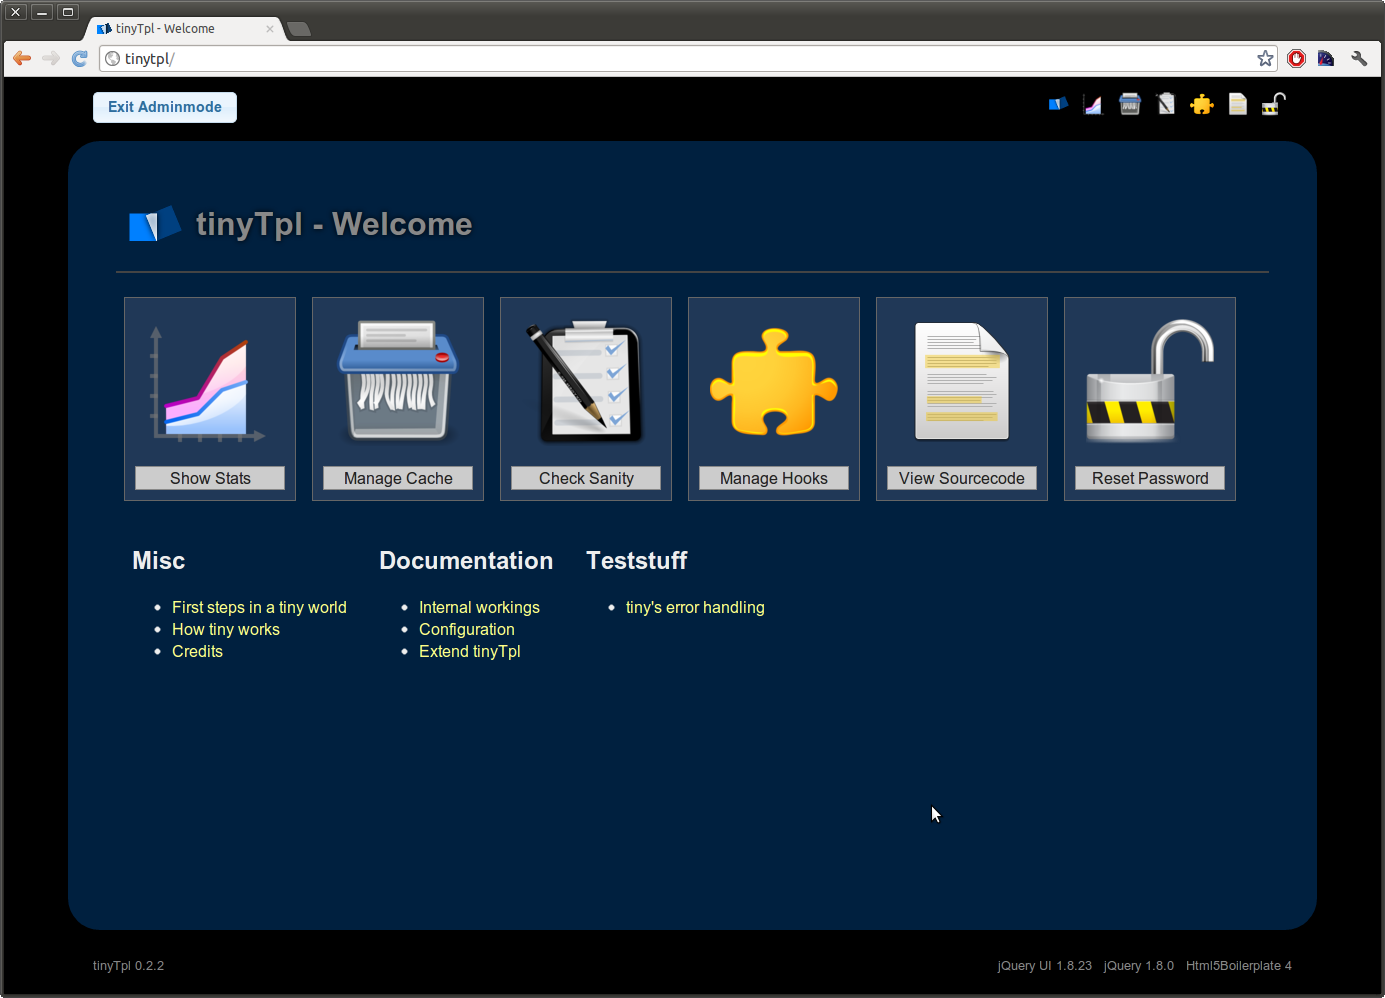 tinyTpl - Welcome
tinytpl/
Exit Adminmode
tinyTpl - Welcome
Show Stats
Manage Cache
Check Sanity
Manage Hooks
View Sourcecode
Reset Password
Misc
First steps in a tiny world
How tiny works
Credits
Documentation
Internal workings
Configuration
Extend tinyTpl
Teststuff
tiny's error handling
tinyTpl 0.2.2
jQuery UI 1.8.23 jQuery 1.8.0 Html5Boilerplate 4